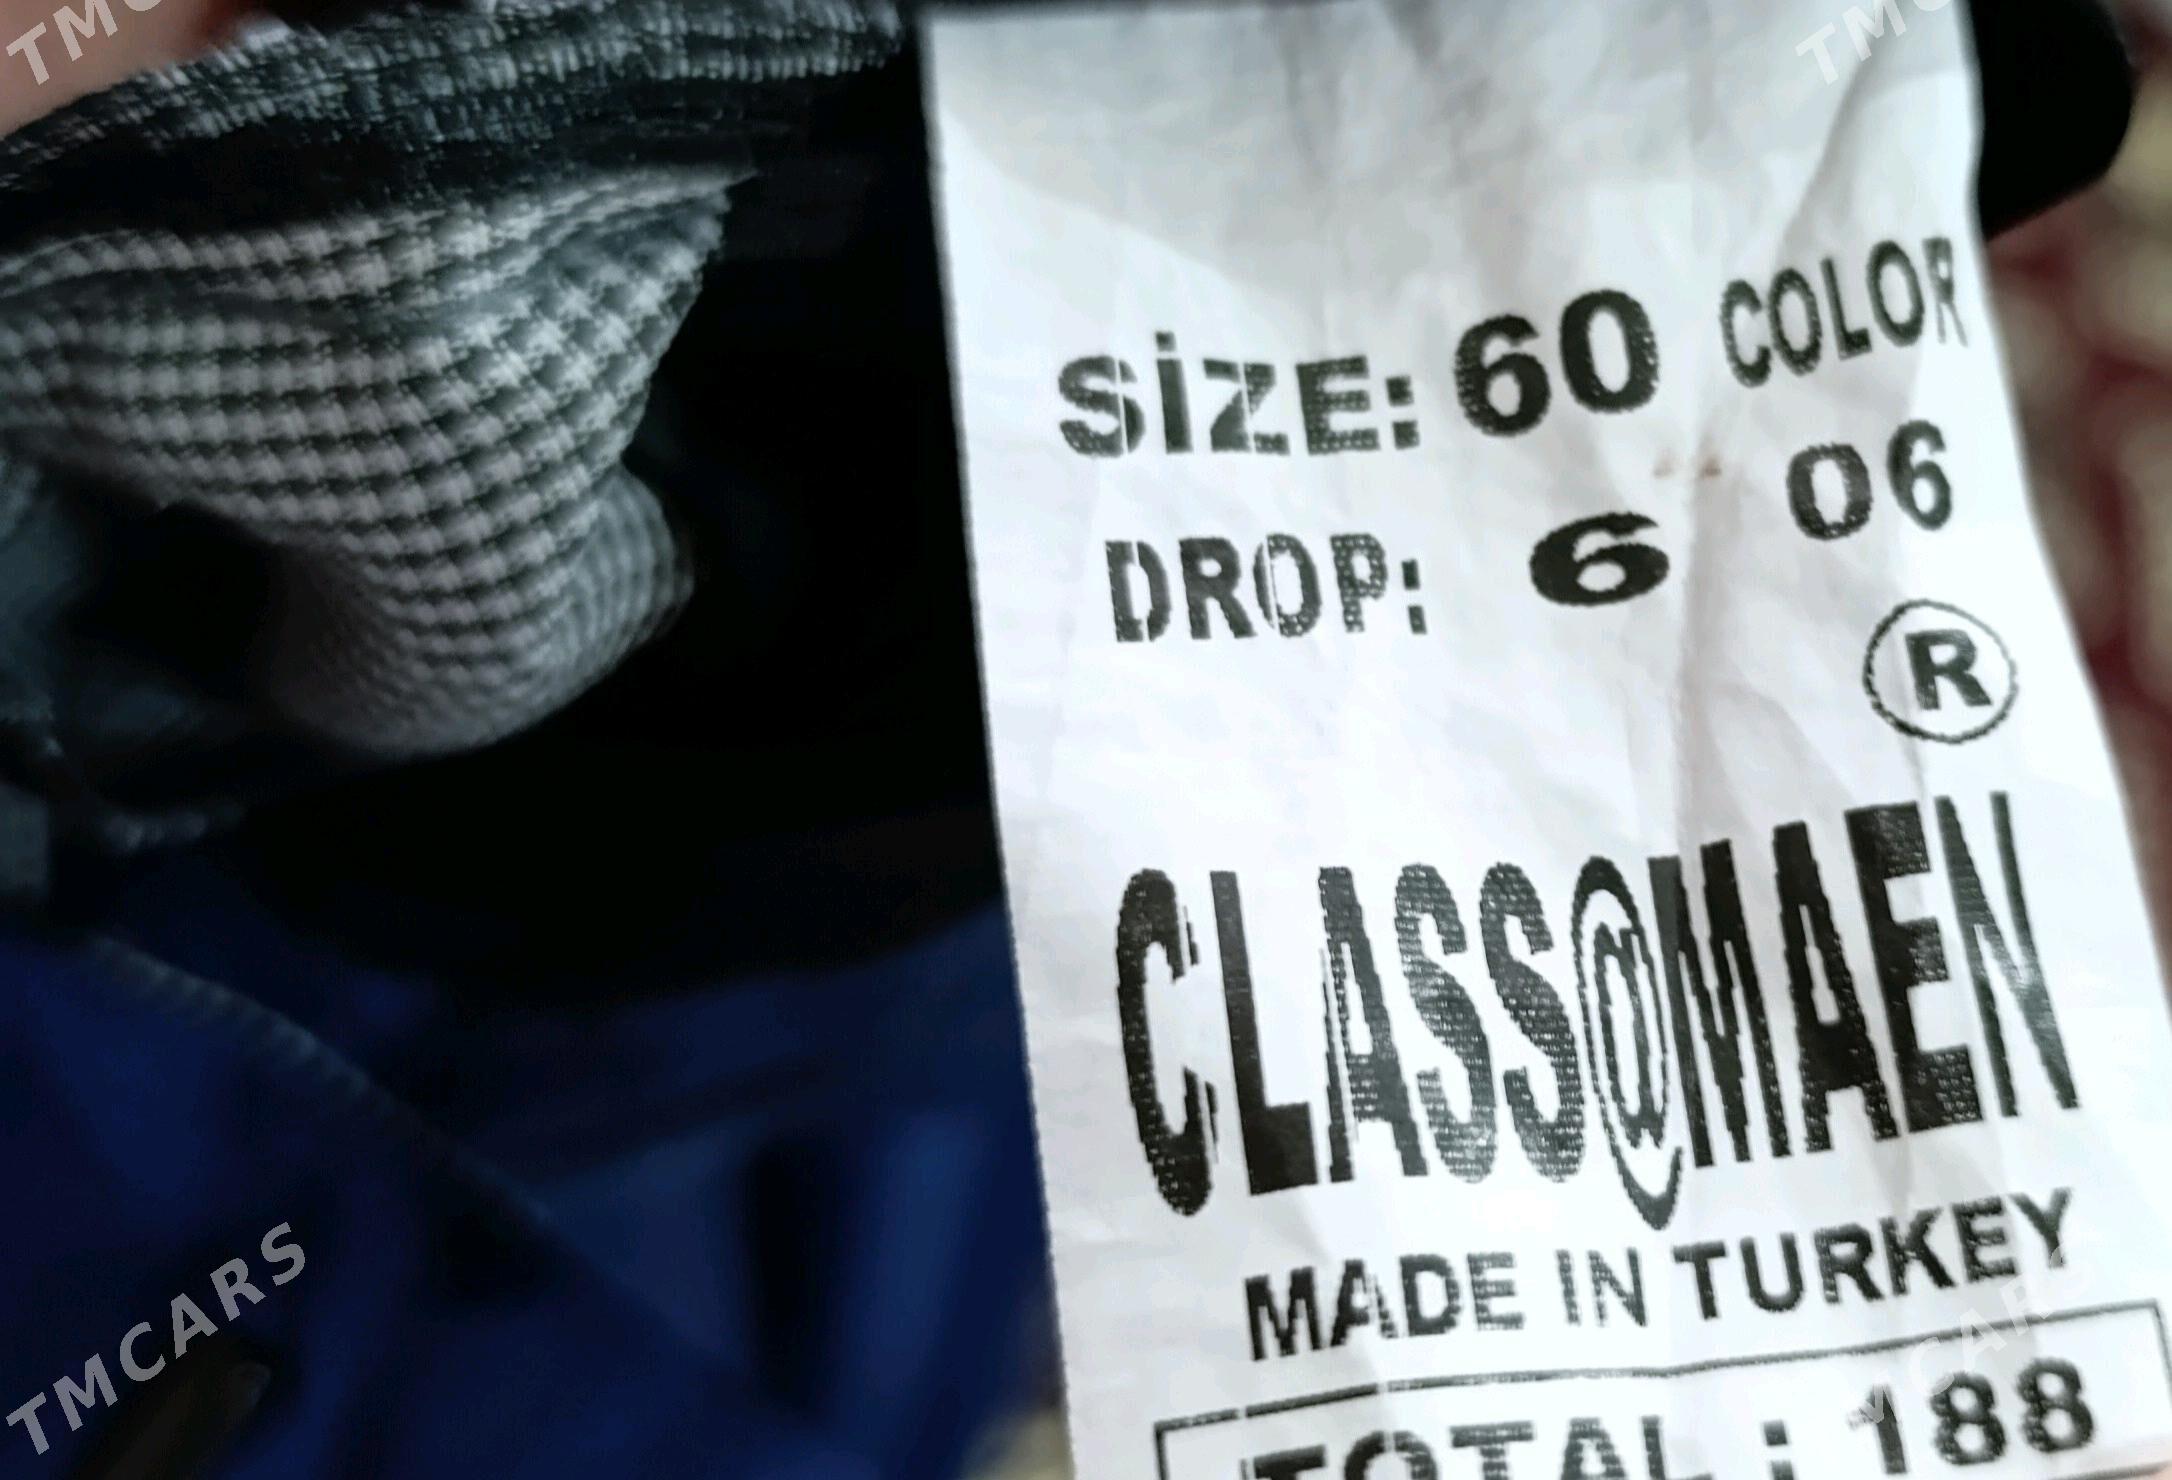 SİZE: 60 COLOR
DROP: 6 06
®
CLASS@MAEN
MADE IN TURKEY
TOTAL : 188
TMCARS
TMCARS